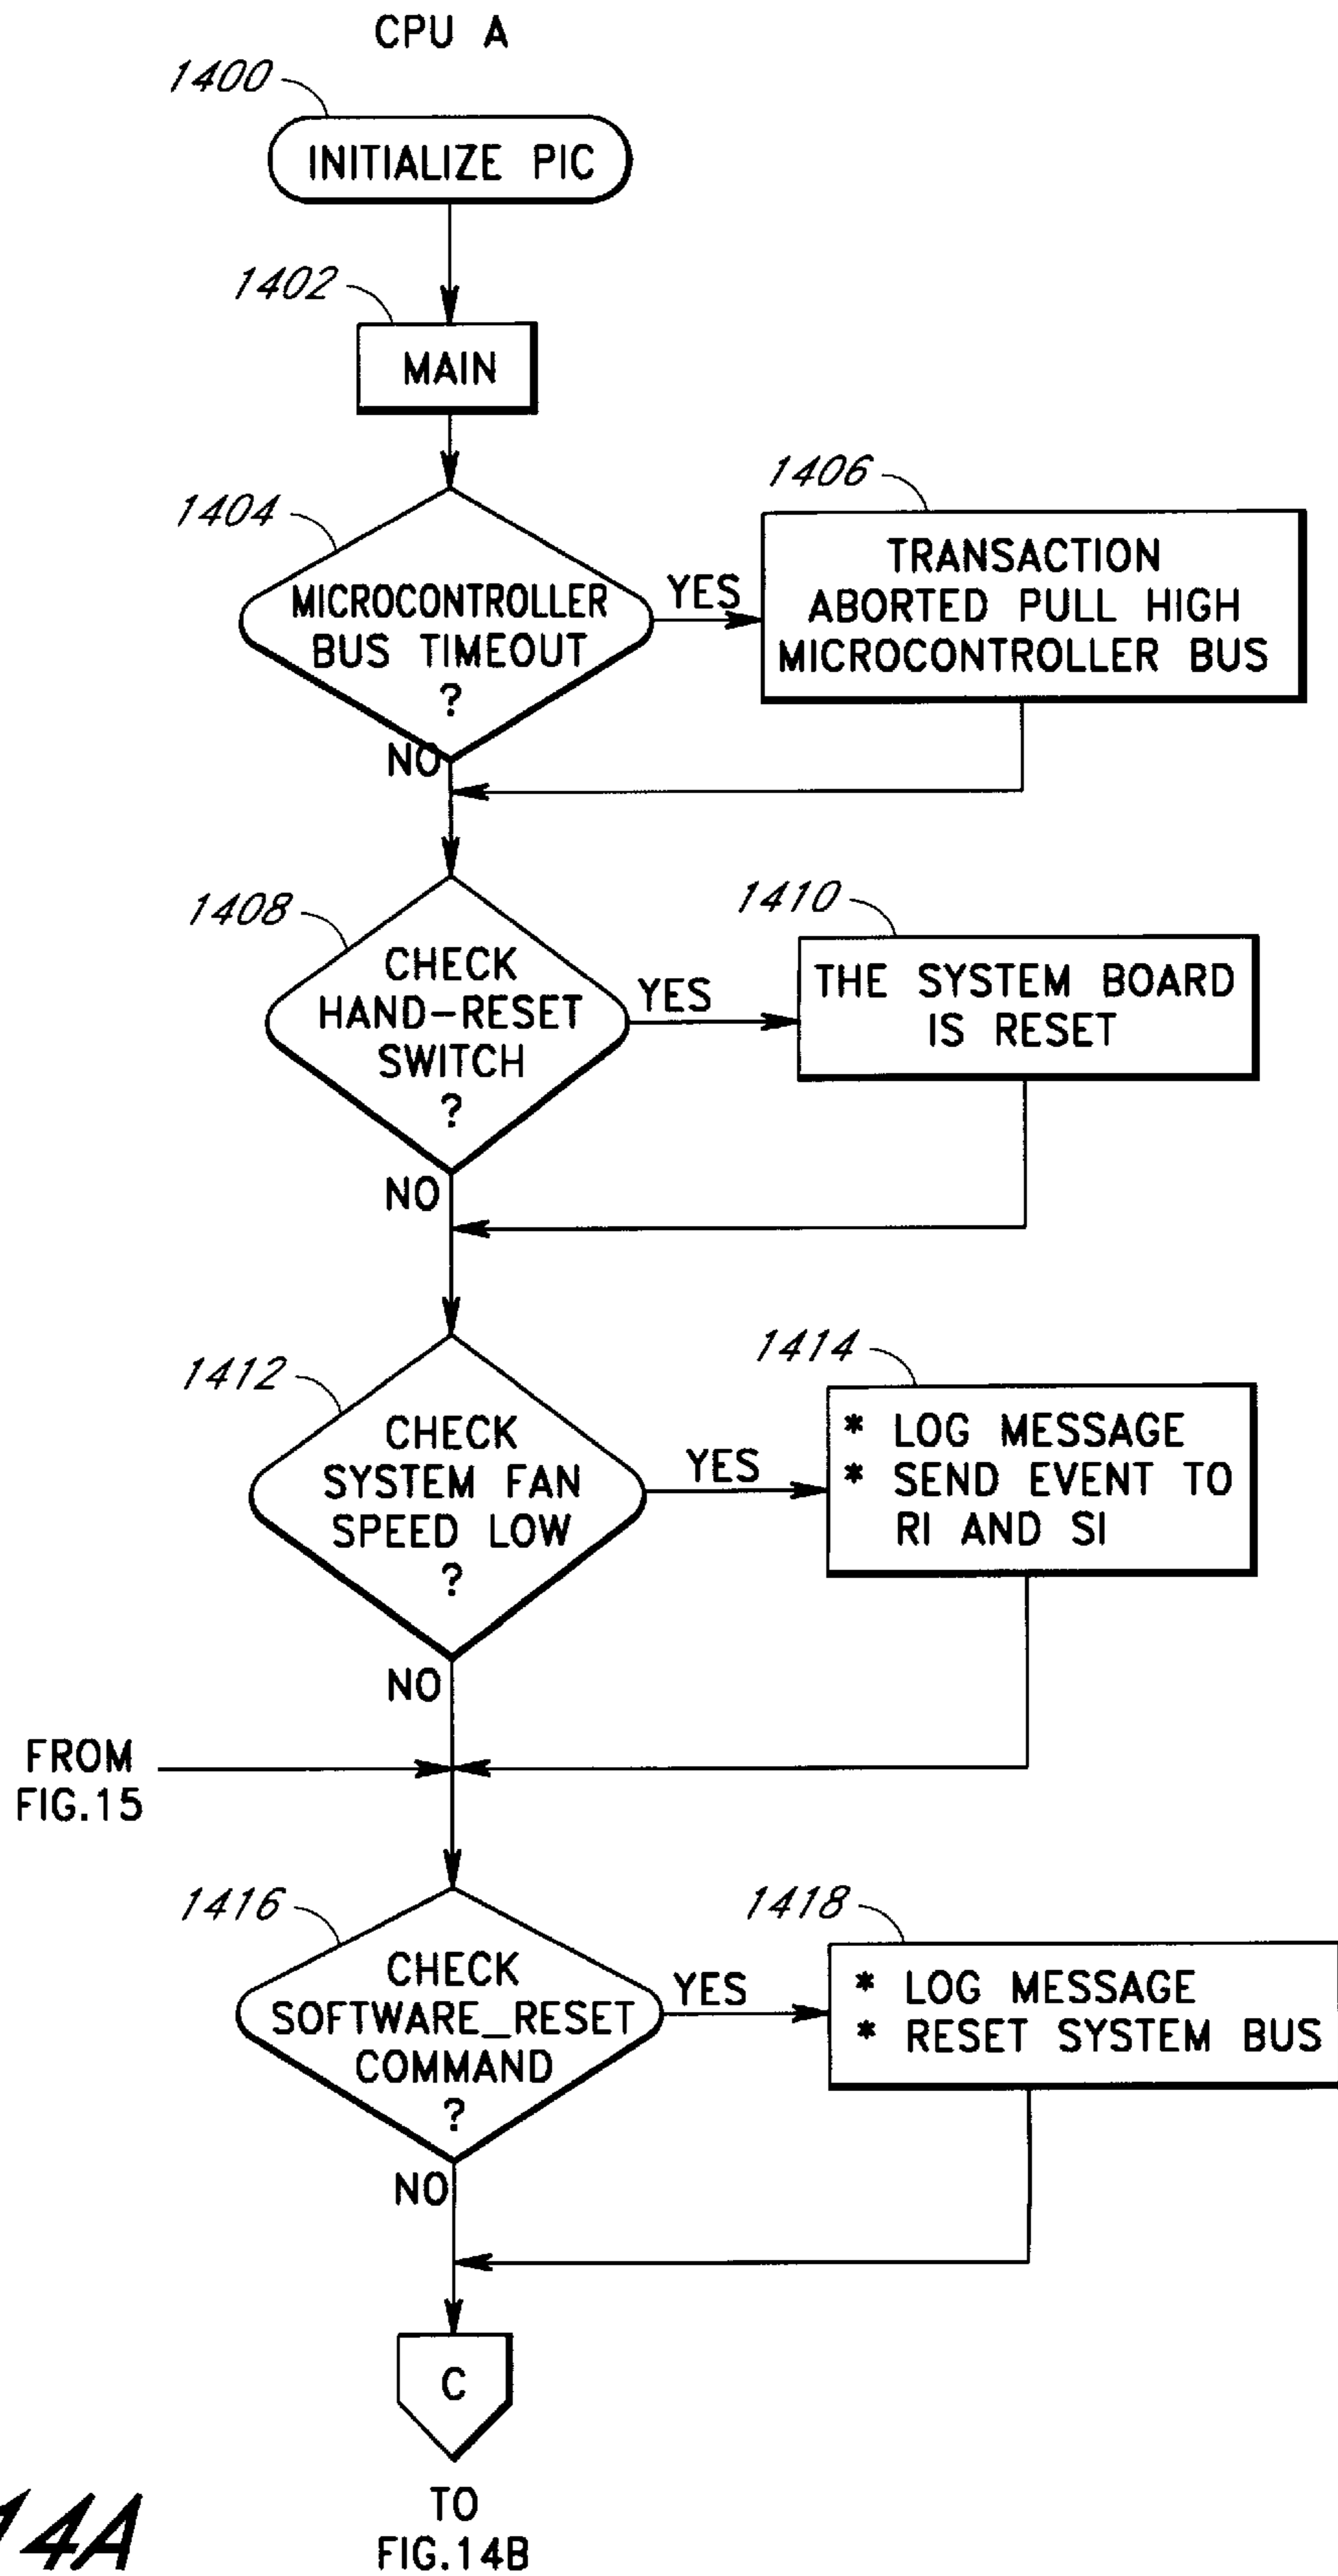 CPU A
1400
INITIALIZE PIC
1402
MAIN
1404
MICROCONTROLLER
BUS TIMEOUT
?
YES
NO
1406
TRANSACTION
ABORTED PULL HIGH
MICROCONTROLLER BUS
1408
CHECK
HAND-RESET
SWITCH
?
YES
NO
1410
THE SYSTEM BOARD
IS RESET
1412
CHECK
SYSTEM FAN
SPEED LOW
?
YES
NO
1414
* LOG MESSAGE
* SEND EVENT TO
RI AND SI
FROM
FIG.15
1416
CHECK
SOFTWARE_RESET
COMMAND
?
YES
NO
1418
* LOG MESSAGE
* RESET SYSTEM BUS
C
TO
FIG.14B
14A